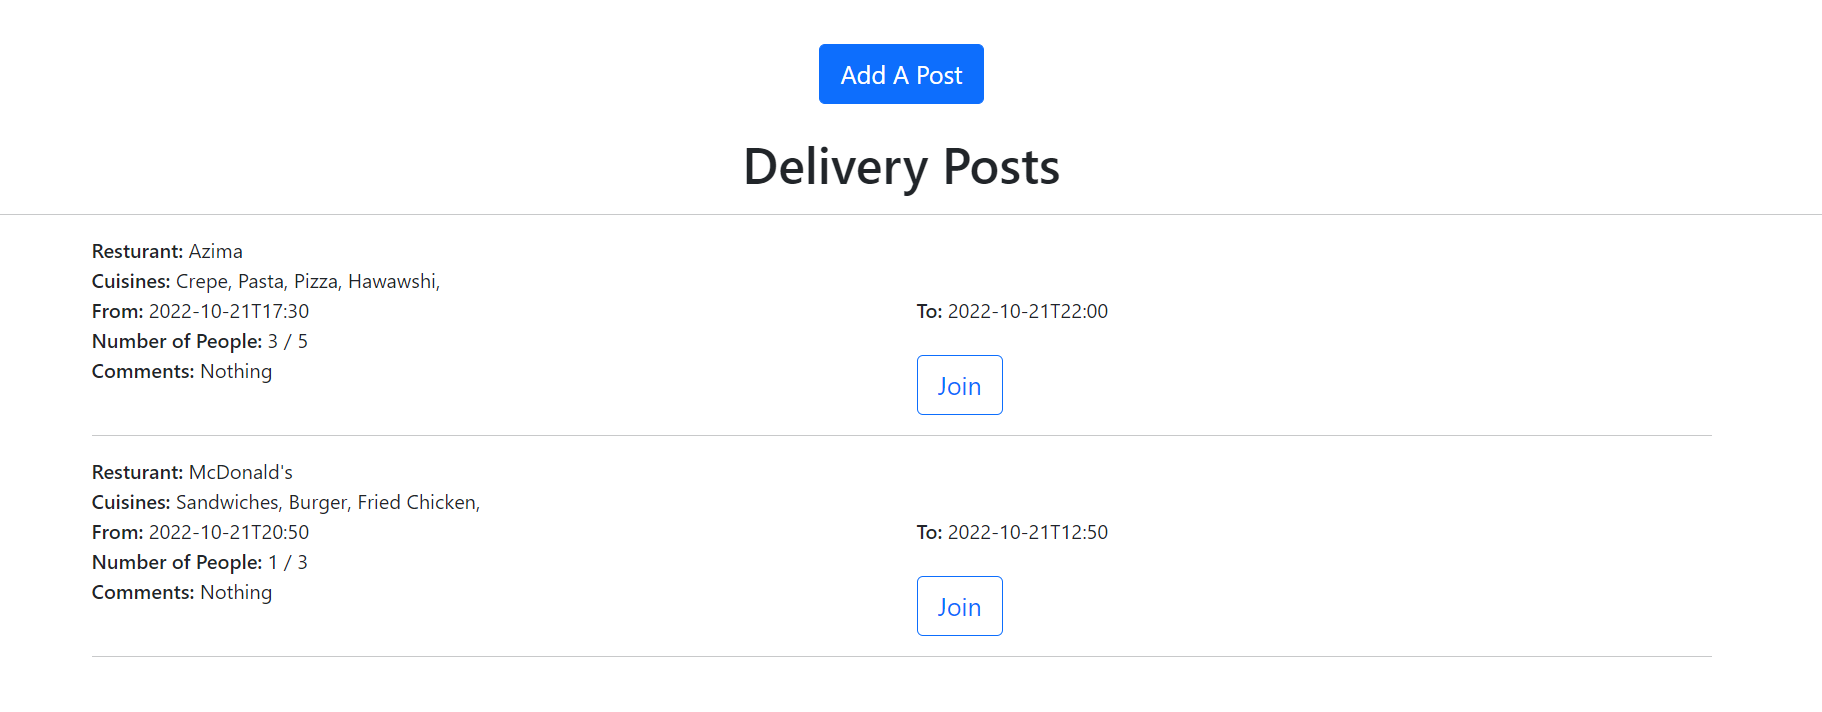 Add A Post
Delivery Posts
Resturant: Azima
Cuisines: Crepe, Pasta, Pizza, Hawawshi,
From: 2022-10-21T17:30 To: 2022-10-21T22:00
Number of People: 3 / 5
Comments: Nothing
Join
Resturant: McDonald's
Cuisines: Sandwiches, Burger, Fried Chicken,
From: 2022-10-21T20:50 To: 2022-10-21T12:50
Number of People: 1 / 3
Comments: Nothing
Join